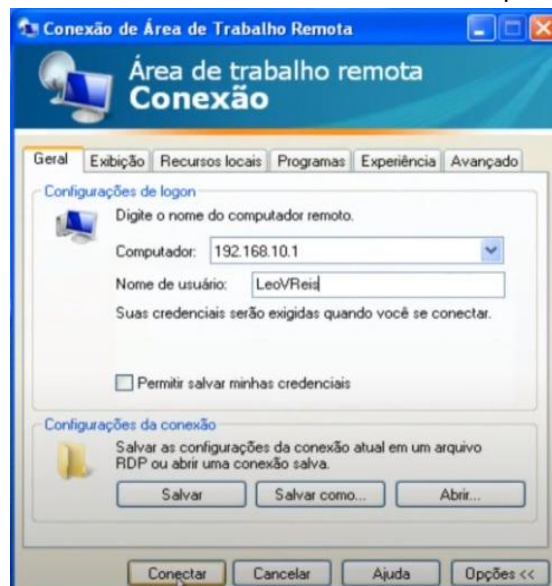 Conexão de Área de Trabalho Remota
Área de trabalho remota
Conexão
Geral Exibição Recursos locais Programas Experiência Avançado
Configurações de logon
Digite o nome do computador remoto.
Computador: 192.168.10.1
Nome de usuário: LeoVReis
Suas credenciais serão exigidas quando você se conectar.
Permitir salvar minhas credenciais
Configurações da conexão
Salvar as configurações da conexão atual em um arquivo
RDP ou abrir uma conexão salva.
Salvar Salvar como... Abrir...
Conectar Cancelar Ajuda Opções <<